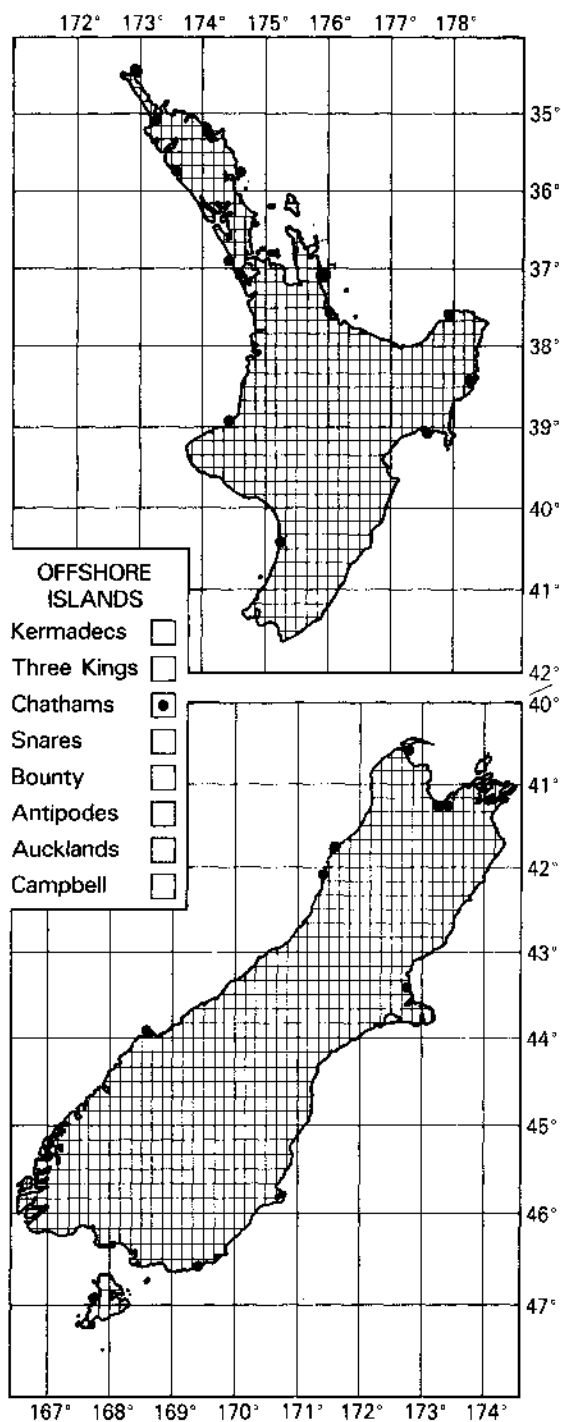 172° 173° 174° 175° 176° 177° 178°
35°
36°
37°
38°
39°
40°
41°
42°
OFFSHORE
ISLANDS
Kermadecs
Three Kings
Chathams
Snares
Bounty
Antipodes
Aucklands
Campbell
40°
41°
42°
43°
44°
45°
46°
47°
167° 168° 169° 170° 171° 172° 173° 174°